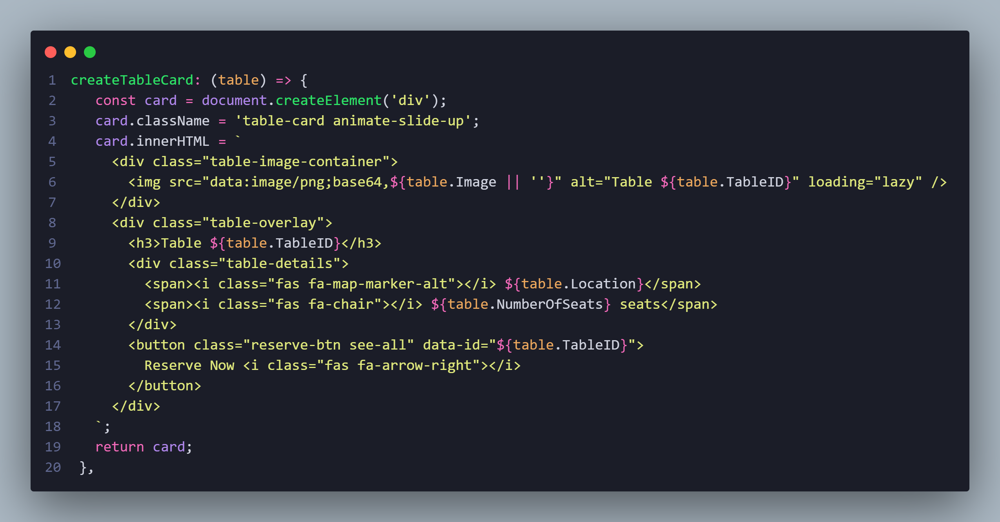 1 createTableCard: (table) => {
2 const card = document.createElement('div');
3 card.className = 'table-card animate-slide-up';
4 card.innerHTML = `
5 <div class="table-image-container">
6 <img src="data:image/png;base64,${table.Image || ''}" alt="Table ${table.TableID}" loading="lazy" />
7 </div>
8 <div class="table-overlay">
9 <h3>Table ${table.TableID}</h3>
10 <div class="table-details">
11 <span><i class="fas fa-map-marker-alt"></i> ${table.Location}</span>
12 <span><i class="fas fa-chair"></i> ${table.NumberOfSeats} seats</span>
13 </div>
14 <button class="reserve-btn see-all" data-id="${table.TableID}">
15 Reserve Now <i class="fas fa-arrow-right"></i>
16 </button>
17 </div>
18 `;
19 return card;
20 },